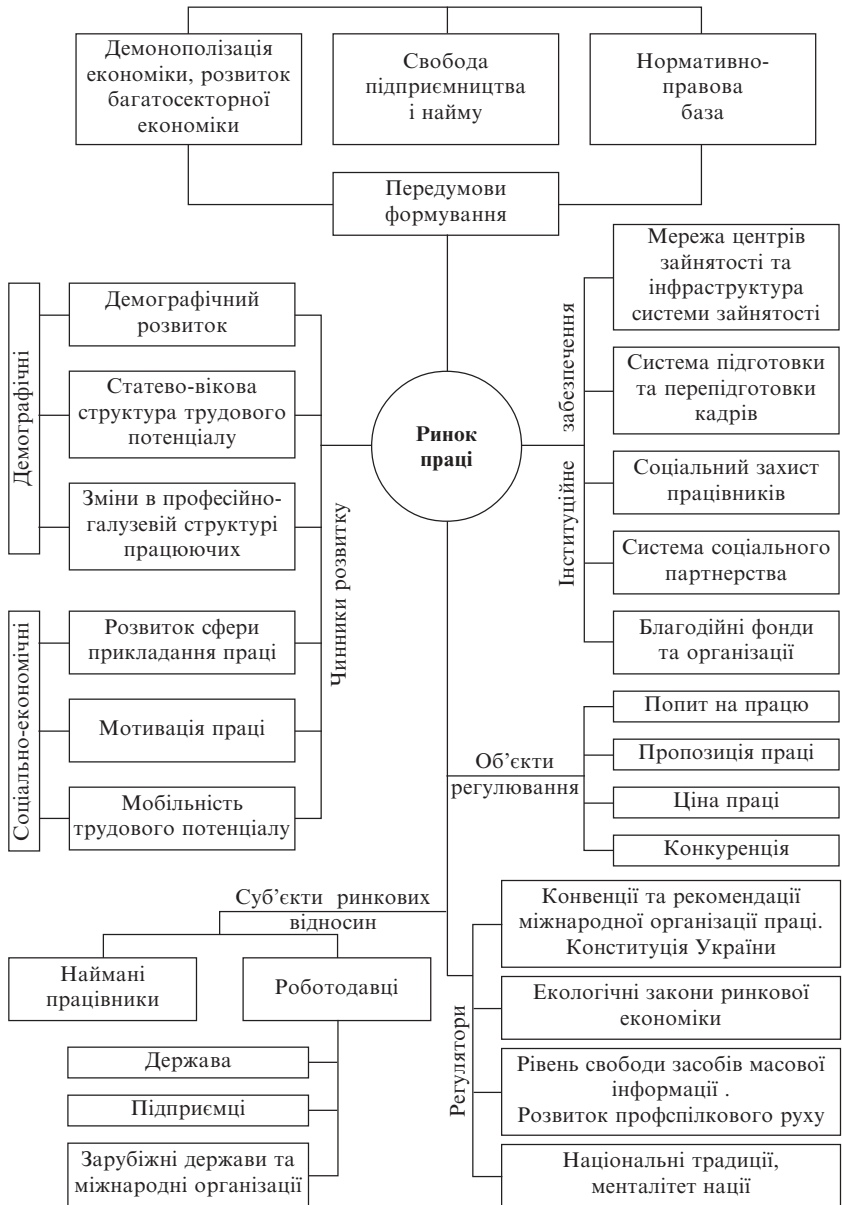 Демонополізація
економіки, розвиток
багатосекторної
економіки
Свобода
підприємництва
і найму
Нормативно-
правова
база
Передумови
формування
Демографічні
Демографічний
розвиток
Статево-вікова
структура трудового
потенціалу
Зміни в професійно-
галузевій структурі
працюючих
Соціально-економічні
Розвиток сфери
прикладання праці
Мотивація праці
Мобільність
трудового потенціалу
Чинники розвитку
Ринок
праці
Інституційне забезпечення
Мережа центрів
зайнятості та
інфраструктура
системи зайнятості
Система підготовки
та перепідготовки
кадрів
Соціальний захист
працівників
Система соціального
партнерства
Благодійні фонди
та організації
Об’єкти
регулювання
Попит на працю
Пропозиція праці
Ціна праці
Конкуренція
Суб’єкти ринкових
відносин
Наймані
працівники
Роботодавці
Держава
Підприємці
Зарубіжні держави та
міжнародні організації
Регулятори
Конвенції та рекомендації
міжнародної організації праці.
Конституція України
Екологічні закони ринкової
економіки
Рівень свободи засобів масової
інформації .
Розвиток профспілкового руху
Національні традиції,
менталітет нації